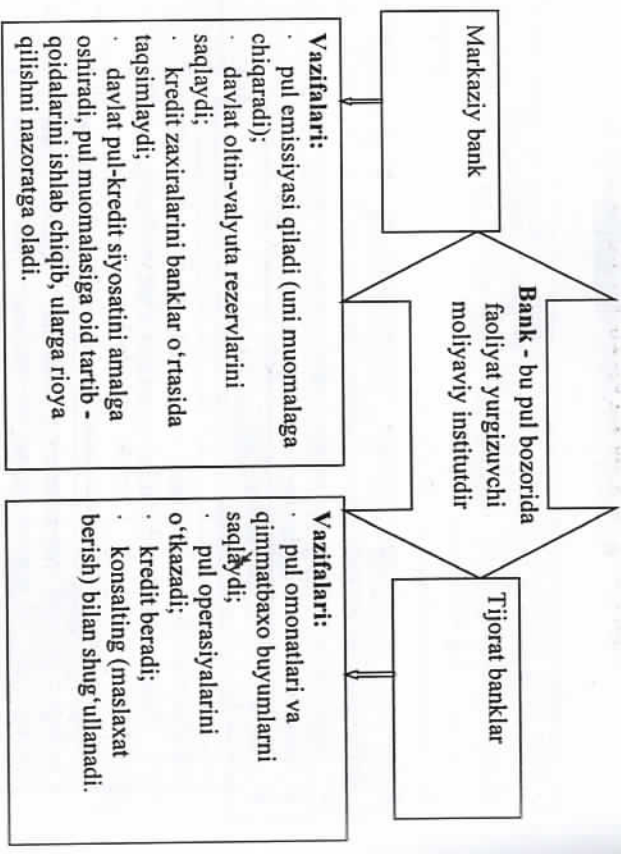 Bank - bu pul bozorida
faoliyat yurgizuvchi
moliyaviy institutdir
Markaziy bank
Tijorat banklar
Vazifalari:
· pul emissiyasi qiladi (uni muomalaga
chiqaradi);
· davlat oltin-valyuta rezervlarini
saqlaydi;
· kredit zaxiralarini banklar o‘rtasida
taqsimlaydi;
· davlat pul-kredit siyosatini amalga
oshiradi, pul muomalasiga oid tartib -
qoidalarini ishlab chiqib, ularga rioya
qilishni nazoratga oladi.
Vazifalari:
· pul omonatlari va
qimmatbaxo buyumlarni
saqlaydi;
· pul operasiyalarini
o‘tkazadi;
· kredit beradi;
· konsalting (maslaxat
berish) bilan shug‘ullanadi.